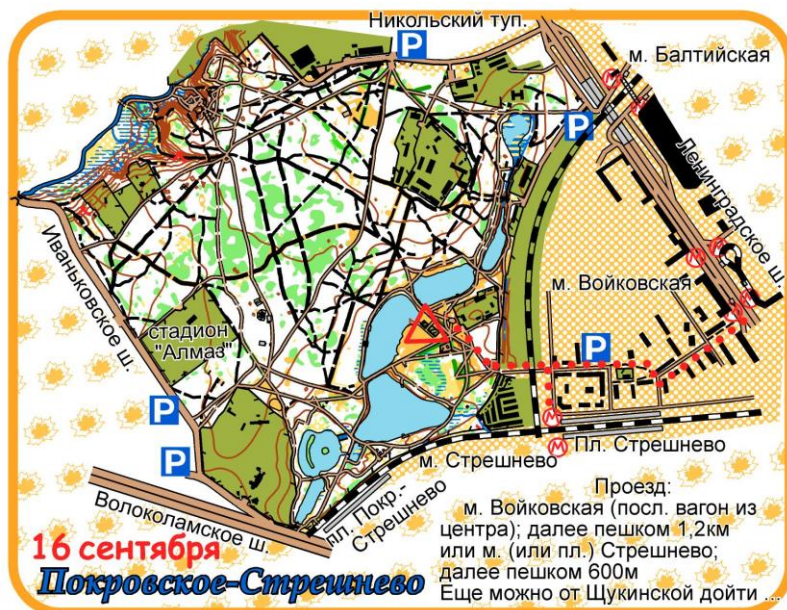 Никольский туп.
P
м. Балтийская
P
Ленинградское ш.
м. Войковская
Иваньковское ш.
стадион
"Алмаз"
P
P
P
Пл. Стрешнево
м. Стрешнево
пл. Покр.-
Стрешнево
Волоколамское ш.
Проезд:
м. Войковская (посл. вагон из
центра); далее пешком 1,2км
или м. (или пл.) Стрешнево;
далее пешком 600м
Еще можно от Щукинской дойти ...
16 сентября
Покровское-Стрешнево